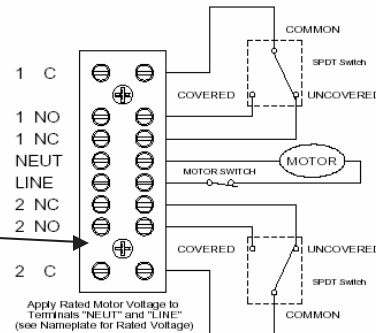 COMMON
1 C
SPDT Switch
COVERED
UNCOVERED
1 NO
1 NC
NEUT
MOTOR
LINE
MOTOR SWITCH
2 NC
2 NO
COVERED
UNCOVERED
2 C
SPDT Switch
Apply Rated Motor Voltage to
Terminals "NEUT" and "LINE"
(see Nameplate for Rated Voltage)
COMMON